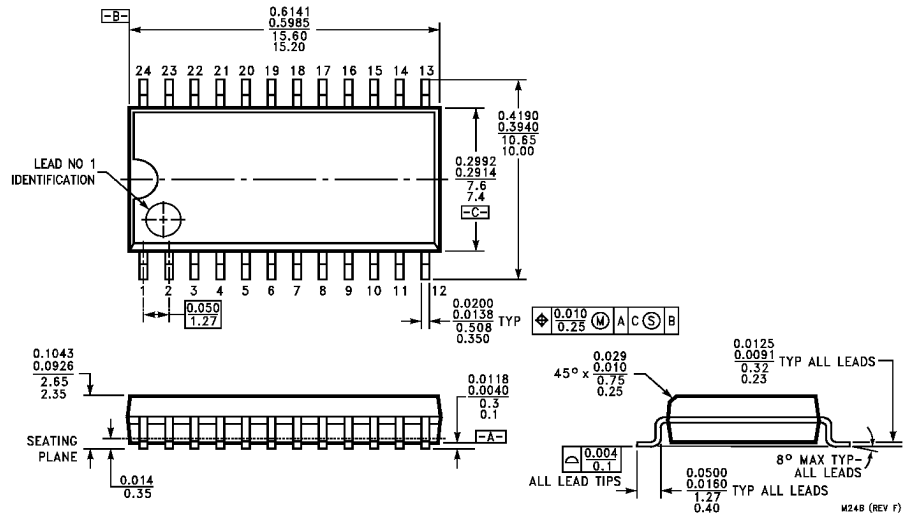 -B-
0.6141
0.5985
15.60
15.20
24 23 22 21 20 19 18 17 16 15 14 13
LEAD NO 1
IDENTIFICATION
0.4190
0.3940
10.65
10.00
0.2992
0.2914
7.6
7.4
-C-
1 2 3 4 5 6 7 8 9 10 11 12
0.050
1.27
0.0200
0.0138
0.508
0.350
TYP
⌖ 0.010 0.25 Ⓜ A C Ⓢ B
0.1043
0.0926
2.65
2.35
SEATING
PLANE
0.014
0.35
0.0118
0.0040
0.3
0.1
-A-
45° x
0.029
0.010
0.75
0.25
0.0125
0.0091
0.32
0.23
TYP ALL LEADS
⌓ 0.004 0.1
ALL LEAD TIPS
0.0500
0.0160
1.27
0.40
TYP ALL LEADS
8° MAX TYP-
ALL LEADS
M24B (REV F)